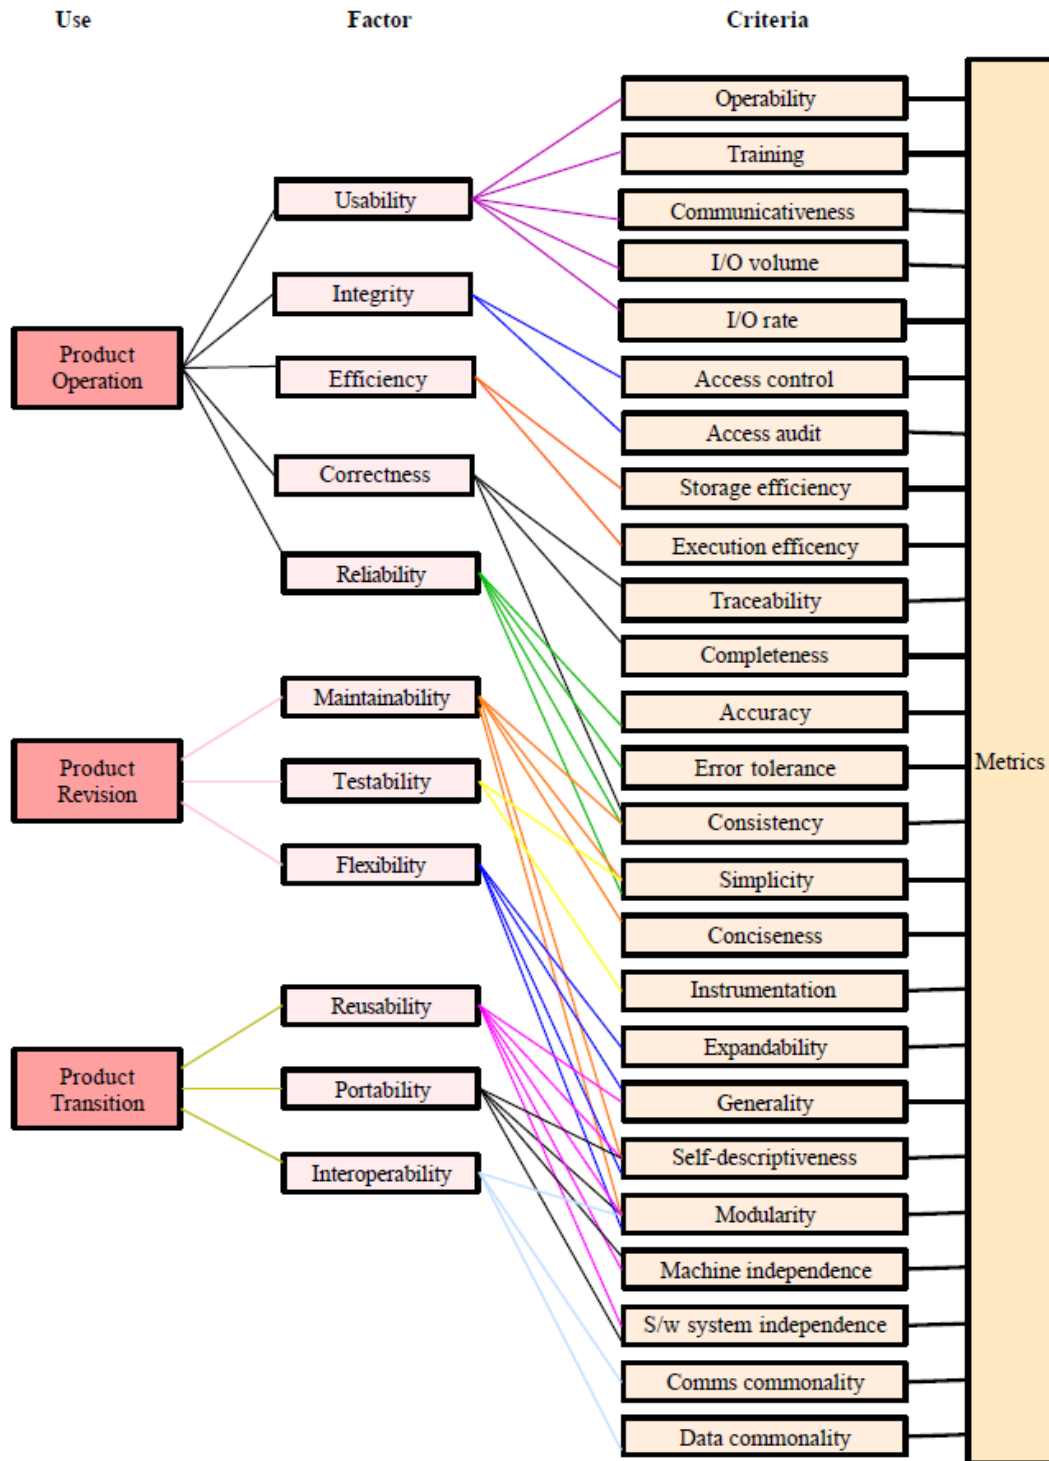 Use
Factor
Criteria
Product
Operation
Product
Revision
Product
Transition
Usability
Integrity
Efficiency
Correctness
Reliability
Maintainability
Testability
Flexibility
Reusability
Portability
Interoperability
Operability
Training
Communicativeness
I/O volume
I/O rate
Access control
Access audit
Storage efficiency
Execution efficency
Traceability
Completeness
Accuracy
Error tolerance
Consistency
Simplicity
Conciseness
Instrumentation
Expandability
Generality
Self-descriptiveness
Modularity
Machine independence
S/w system independence
Comms commonality
Data commonality
Metrics